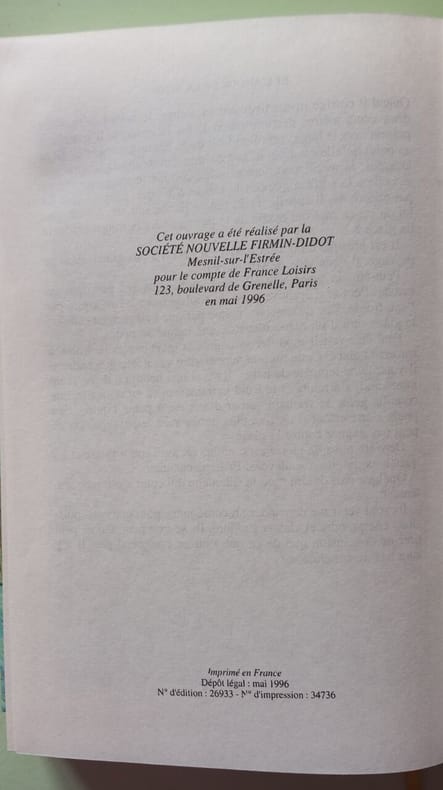 Cet ouvrage a été réalisé par la
SOCIÉTÉ NOUVELLE FIRMIN-DIDOT
Mesnil-sur-l'Estrée
pour le compte de France Loisirs
123, boulevard de Grenelle, Paris
en mai 1996
Imprimé en France
Dépôt légal : mai 1996
N° d'édition : 26933 - N° d'impression : 34736